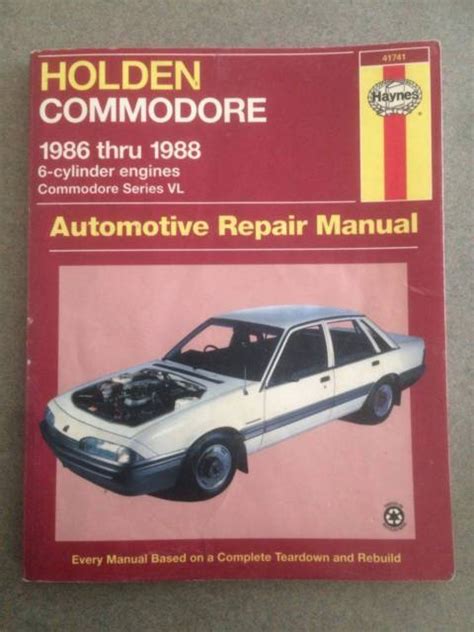 41741
Haynes
®
HOLDEN
COMMODORE
1986 thru 1988
6-cylinder engines
Commodore Series VL
Automotive Repair Manual
Every Manual Based on a Complete Teardown and Rebuild